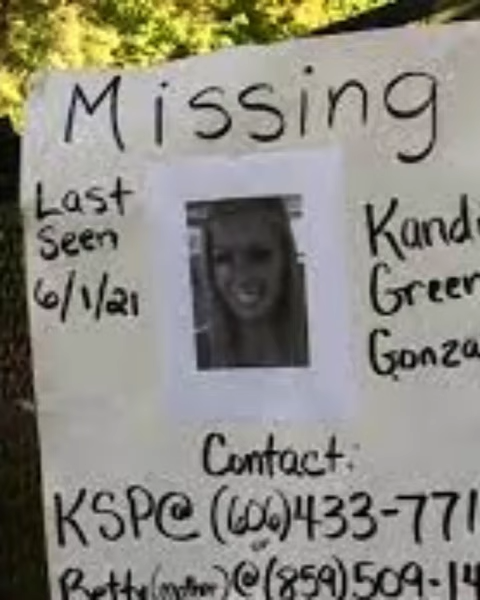 Missing
Last
Seen
6/1/21
Kandi
Green
Gonza
Contact:
KSP@ (606)433-771
or
Betty(mother)@(859)509-14